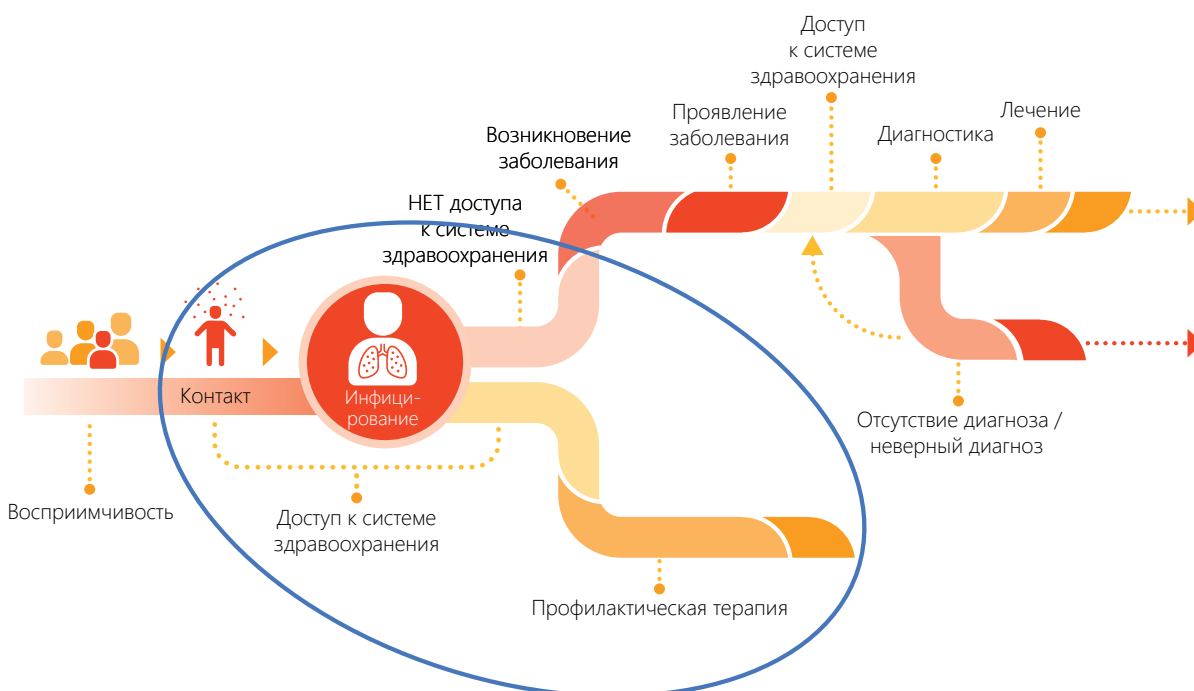 Доступ
к системе
здравоохранения
Проявление
заболевания
Лечение
Диагностика
Возникновение
заболевания
НЕТ доступа
к системе
здравоохранения
Контакт
Инфици-
рование
Отсутствие диагноза /
неверный диагноз
Восприимчивость
Доступ к системе
здравоохранения
Профилактическая терапия